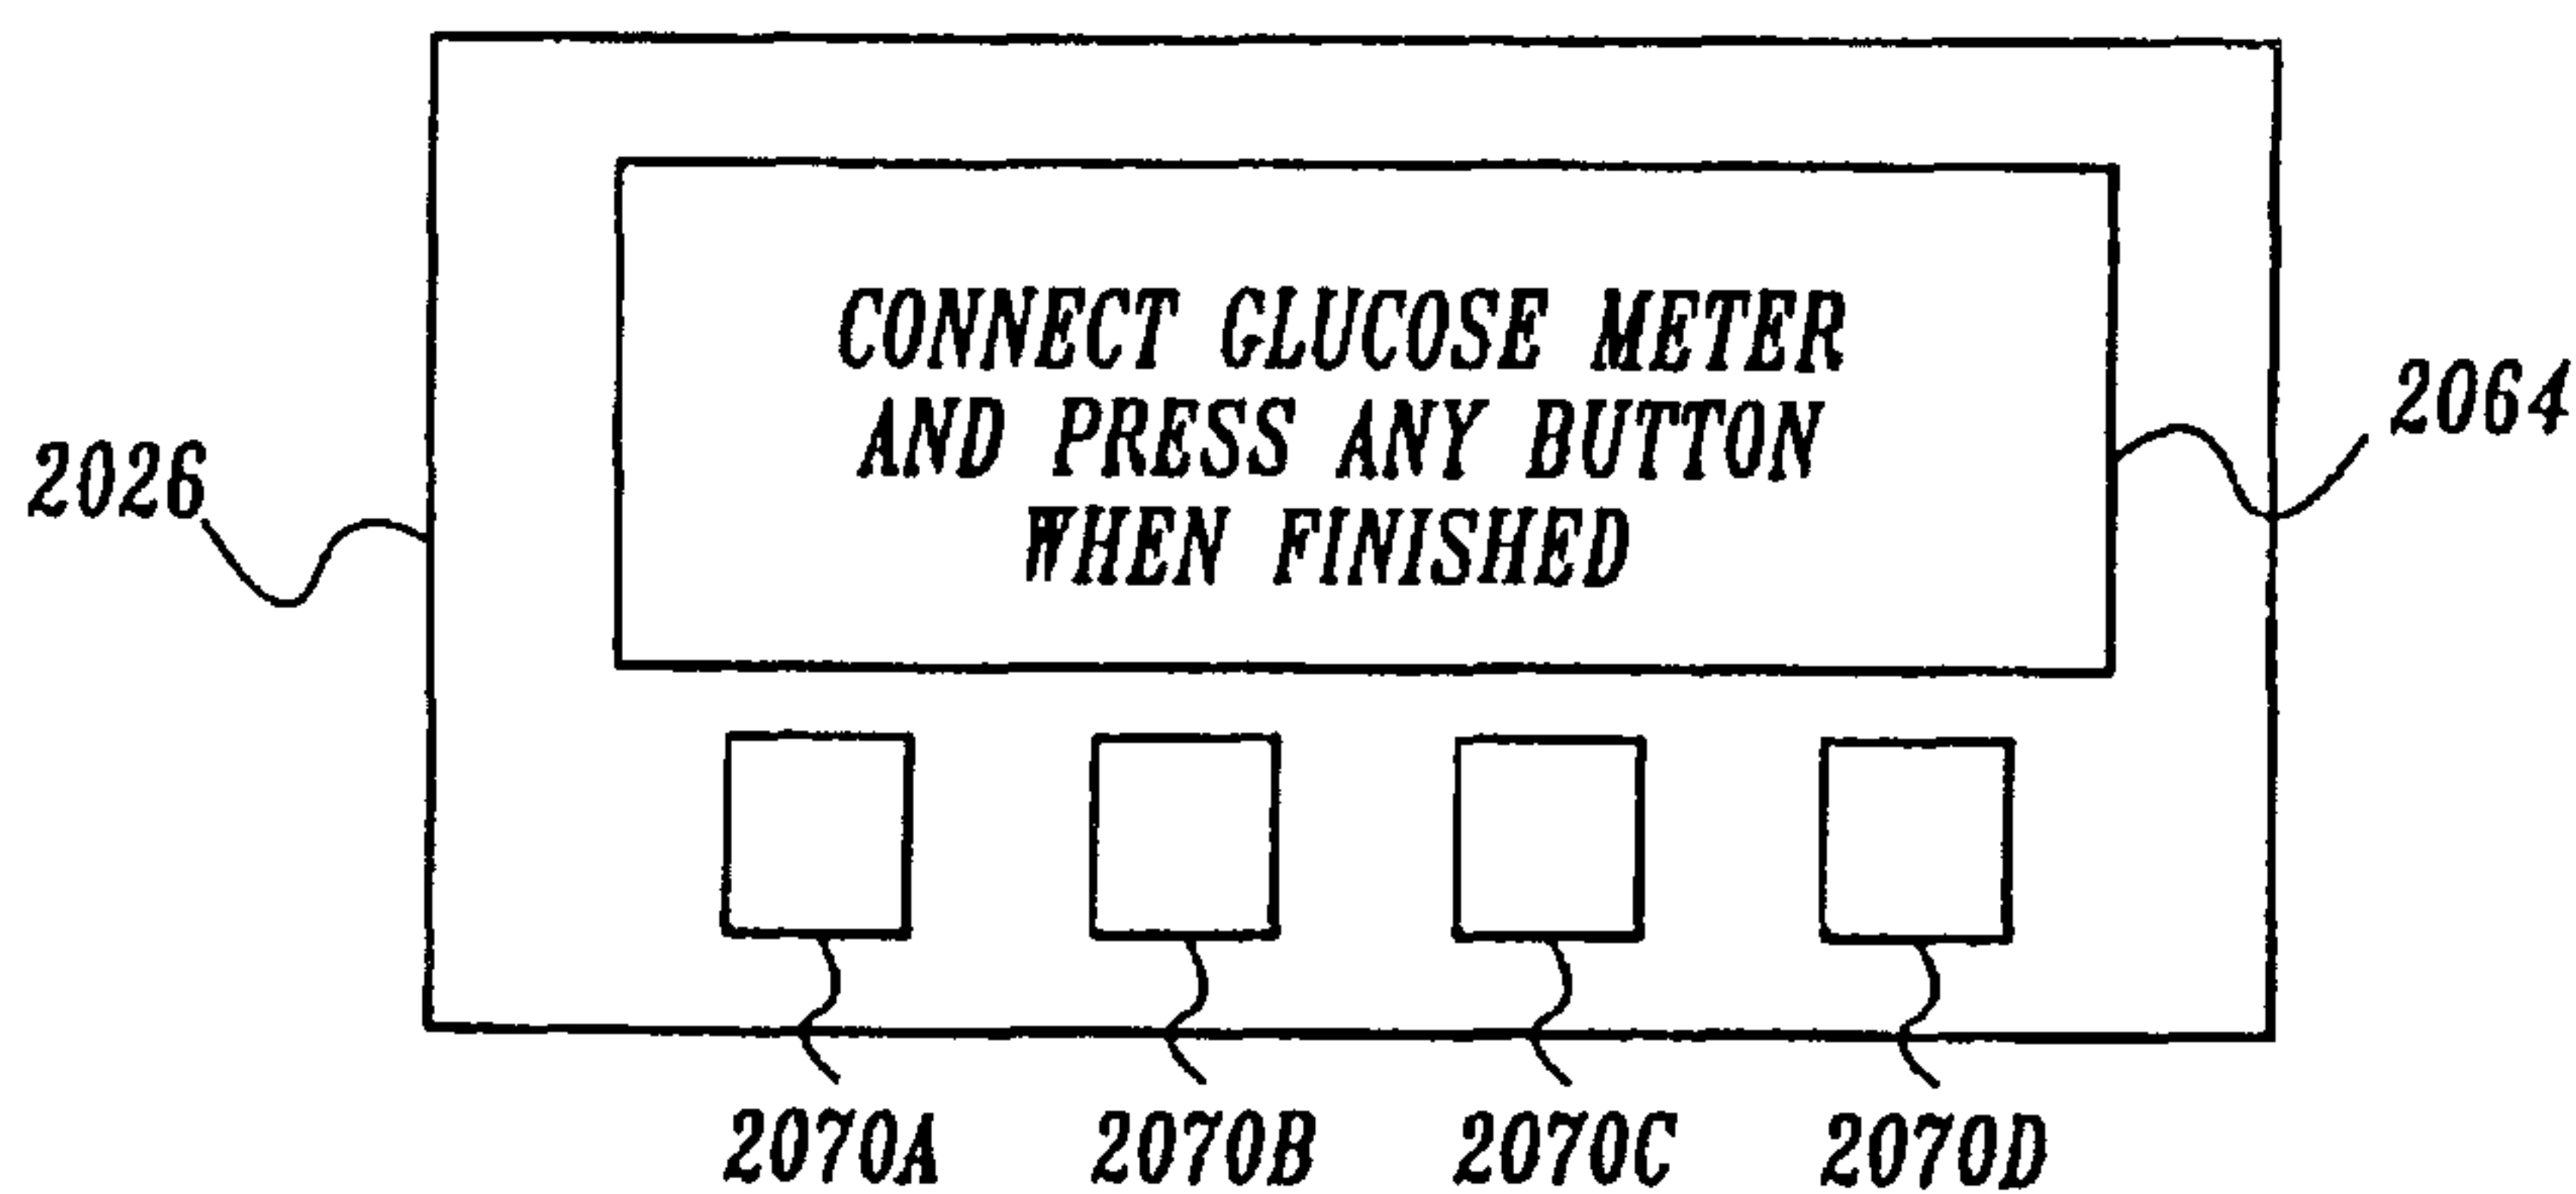 CONNECT GLUCOSE METER
AND PRESS ANY BUTTON
WHEN FINISHED
2064
2026
2070A 2070B 2070C 2070D